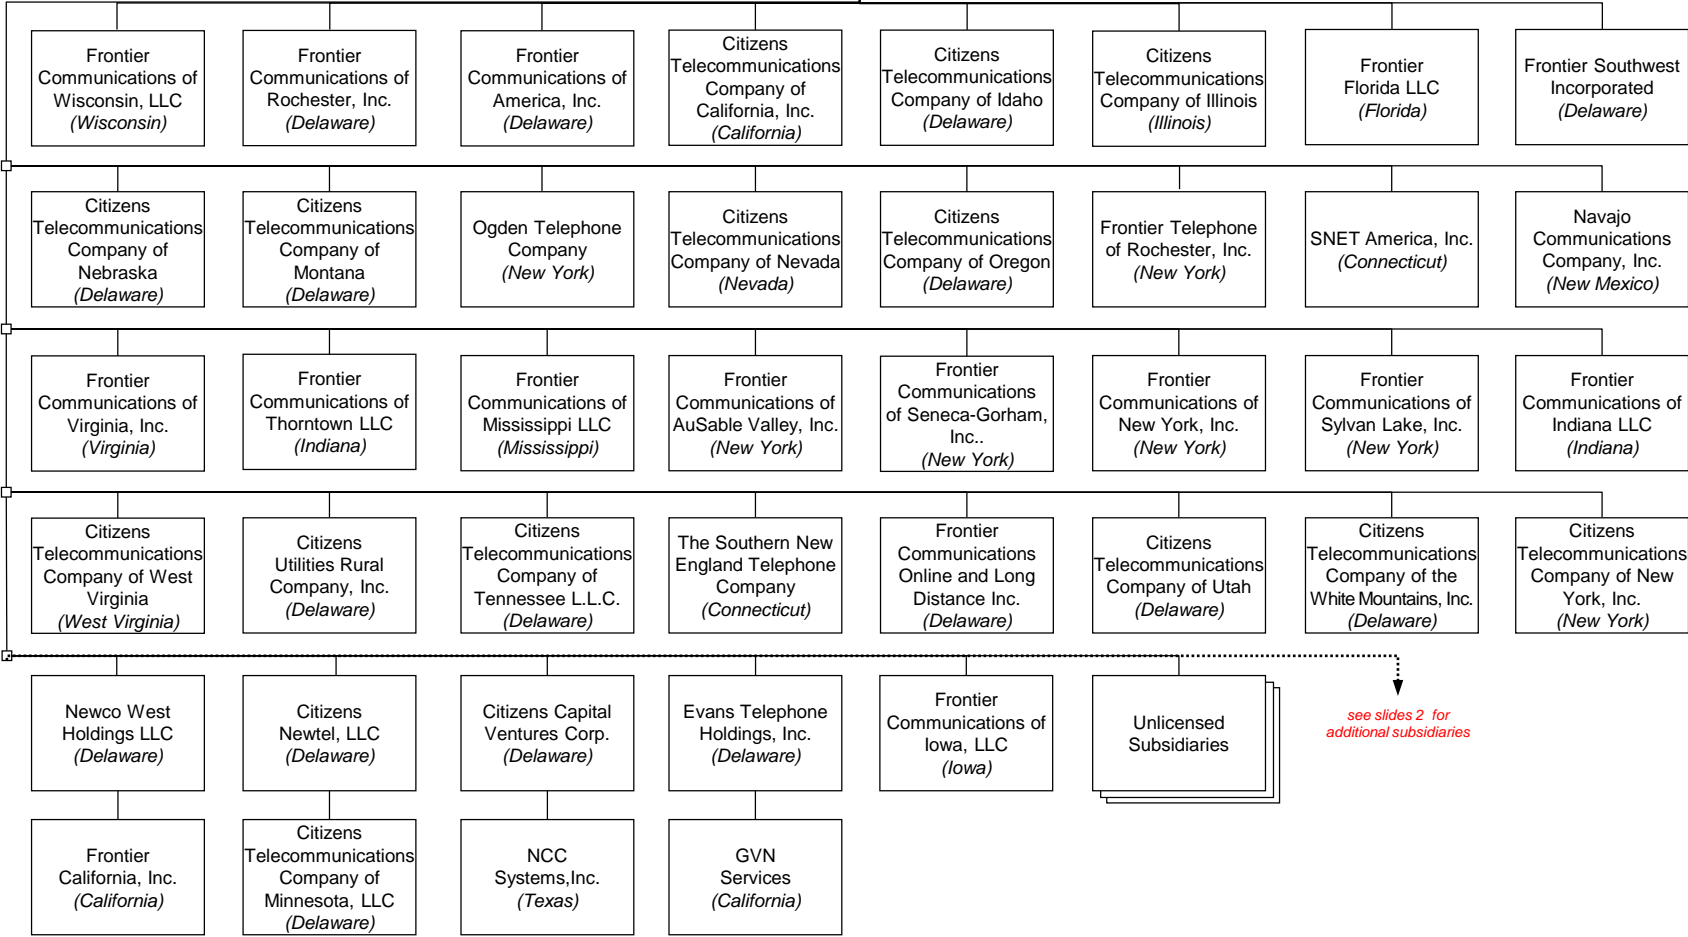 Frontier
Communications of
Wisconsin, LLC
(Wisconsin)
Frontier
Communications of
Rochester, Inc.
(Delaware)
Frontier
Communications of
America, Inc.
(Delaware)
Citizens
Telecommunications
Company of
California, Inc.
(California)
Citizens
Telecommunications
Company of Idaho
(Delaware)
Citizens
Telecommunications
Company of Illinois
(Illinois)
Frontier
Florida LLC
(Florida)
Frontier Southwest
Incorporated
(Delaware)
Citizens
Telecommunications
Company of
Nebraska
(Delaware)
Citizens
Telecommunications
Company of
Montana
(Delaware)
Ogden Telephone
Company
(New York)
Citizens
Telecommunications
Company of Nevada
(Nevada)
Citizens
Telecommunications
Company of Oregon
(Delaware)
Frontier Telephone
of Rochester, Inc.
(New York)
SNET America, Inc.
(Connecticut)
Navajo
Communications
Company, Inc.
(New Mexico)
Frontier
Communications of
Virginia, Inc.
(Virginia)
Frontier
Communications of
Thorntown LLC
(Indiana)
Frontier
Communications of
Mississippi LLC
(Mississippi)
Frontier
Communications of
AuSable Valley, Inc.
(New York)
Frontier
Communications
of Seneca-Gorham,
Inc..
(New York)
Frontier
Communications of
New York, Inc.
(New York)
Frontier
Communications of
Sylvan Lake, Inc.
(New York)
Frontier
Communications of
Indiana LLC
(Indiana)
Citizens
Telecommunications
Company of West
Virginia
(West Virginia)
Citizens
Utilities Rural
Company, Inc.
(Delaware)
Citizens
Telecommunications
Company of
Tennessee L.L.C.
(Delaware)
The Southern New
England Telephone
Company
(Connecticut)
Frontier
Communications
Online and Long
Distance Inc.
(Delaware)
Citizens
Telecommunications
Company of Utah
(Delaware)
Citizens
Telecommunications
Company of the
White Mountains, Inc.
(Delaware)
Citizens
Telecommunications
Company of New
York, Inc.
(New York)
Newco West
Holdings LLC
(Delaware)
Citizens
Newtel, LLC
(Delaware)
Citizens Capital
Ventures Corp.
(Delaware)
Evans Telephone
Holdings, Inc.
(Delaware)
Frontier
Communications of
Iowa, LLC
(Iowa)
Unlicensed
Subsidiaries
see slides 2 for
additional subsidiaries
Frontier
California, Inc.
(California)
Citizens
Telecommunications
Company of
Minnesota, LLC
(Delaware)
NCC
Systems,Inc.
(Texas)
GVN
Services
(California)